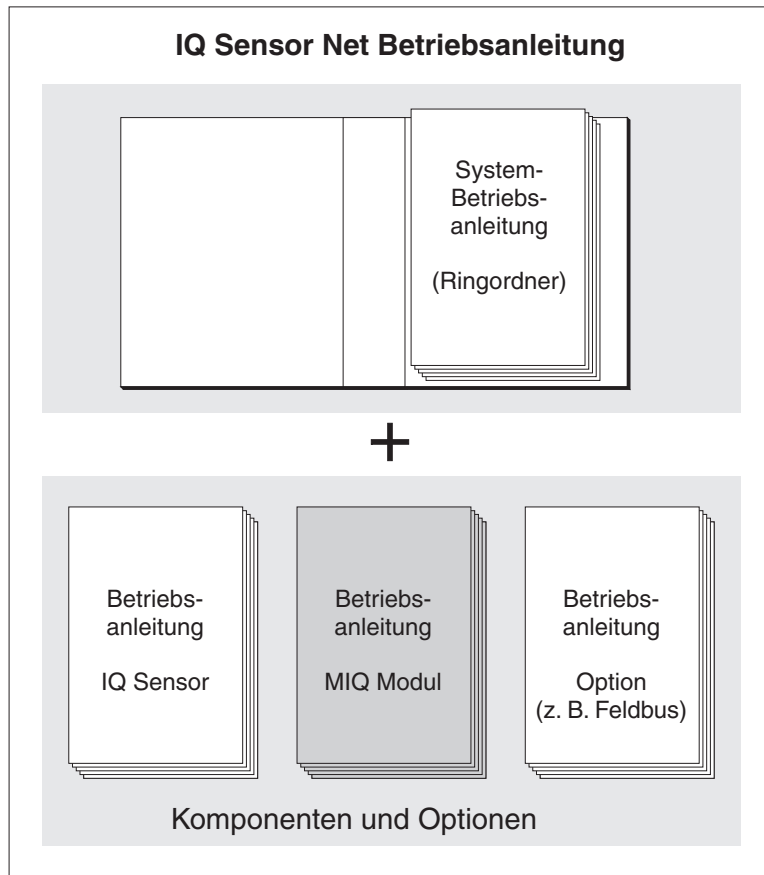 IQ Sensor Net Betriebsanleitung
System-
Betriebs-
anleitung
(Ringordner)
+
Betriebs-
anleitung
IQ Sensor
Betriebs-
anleitung
MIQ Modul
Betriebs-
anleitung
Option
(z. B. Feldbus)
Komponenten und Optionen